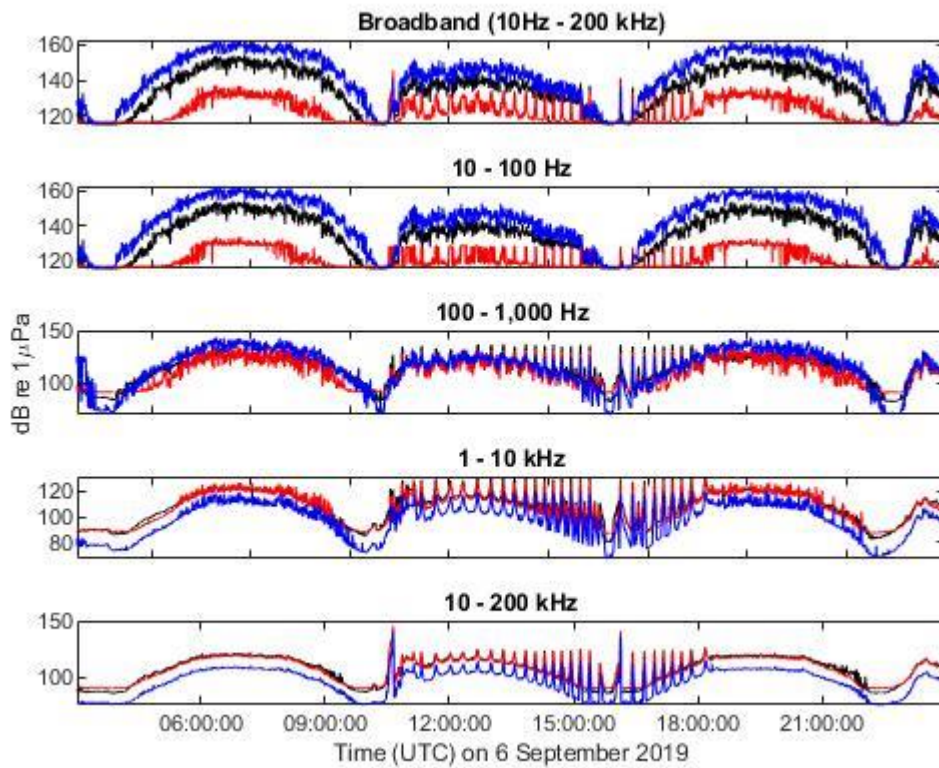 Broadband (10Hz - 200 kHz)
160
140
120
10 - 100 Hz
160
140
120
100 - 1,000 Hz
150
100
dB re 1μPa
1 - 10 kHz
120
100
80
10 - 200 kHz
150
100
06:00:00 09:00:00 12:00:00 15:00:00 18:00:00 21:00:00
Time (UTC) on 6 September 2019